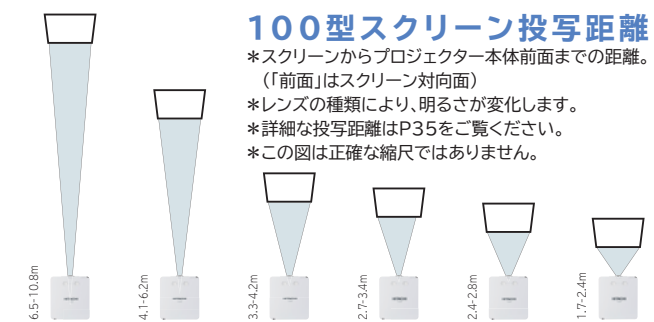 100型スクリーン投写距離
＊スクリーンからプロジェクター本体前面までの距離。
（「前面」はスクリーン対向面）
＊レンズの種類により、明るさが変化します。
＊詳細な投写距離はP35をご覧ください。
＊この図は正確な縮尺ではありません。
6.5-10.8m
4.1-6.2m
3.3-4.2m
2.7-3.4m
2.4-2.8m
1.7-2.4m